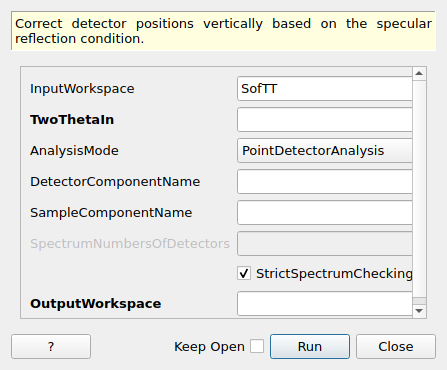 Correct detector positions vertically based on the specular
reflection condition.
InputWorkspace SofTT
TwoThetaIn
AnalysisMode PointDetectorAnalysis
DetectorComponentName
SampleComponentName
SpectrumNumbersOfDetectors
StrictSpectrumChecking
OutputWorkspace
? Keep Open Run Close